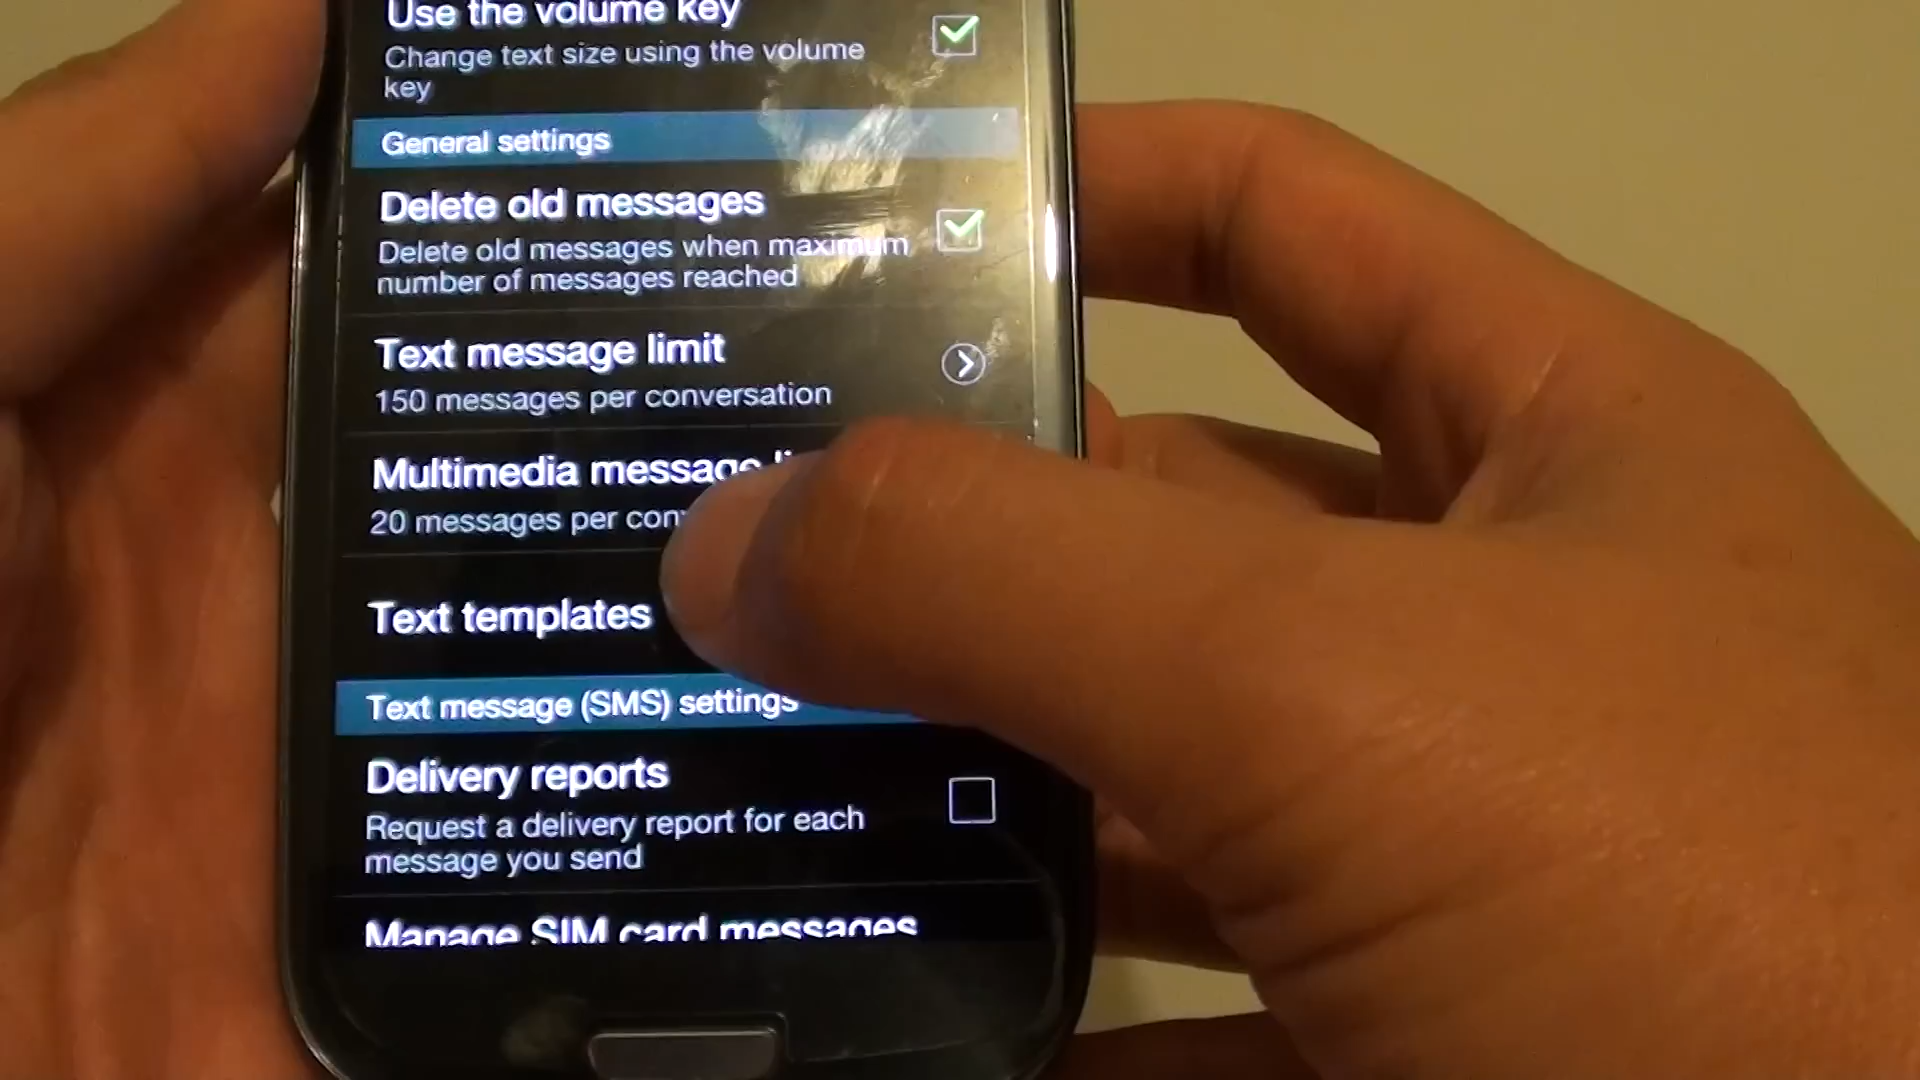 Use the volume key
Change text size using the volume
key
General settings
Delete old messages
Delete old messages when maximum
number of messages reached
Text message limit
150 messages per conversation
Multimedia message
20 messages per
Text templates
Text message (SMS) settings
Delivery reports
Request a delivery report for each
message you send
Manage SIM card messages